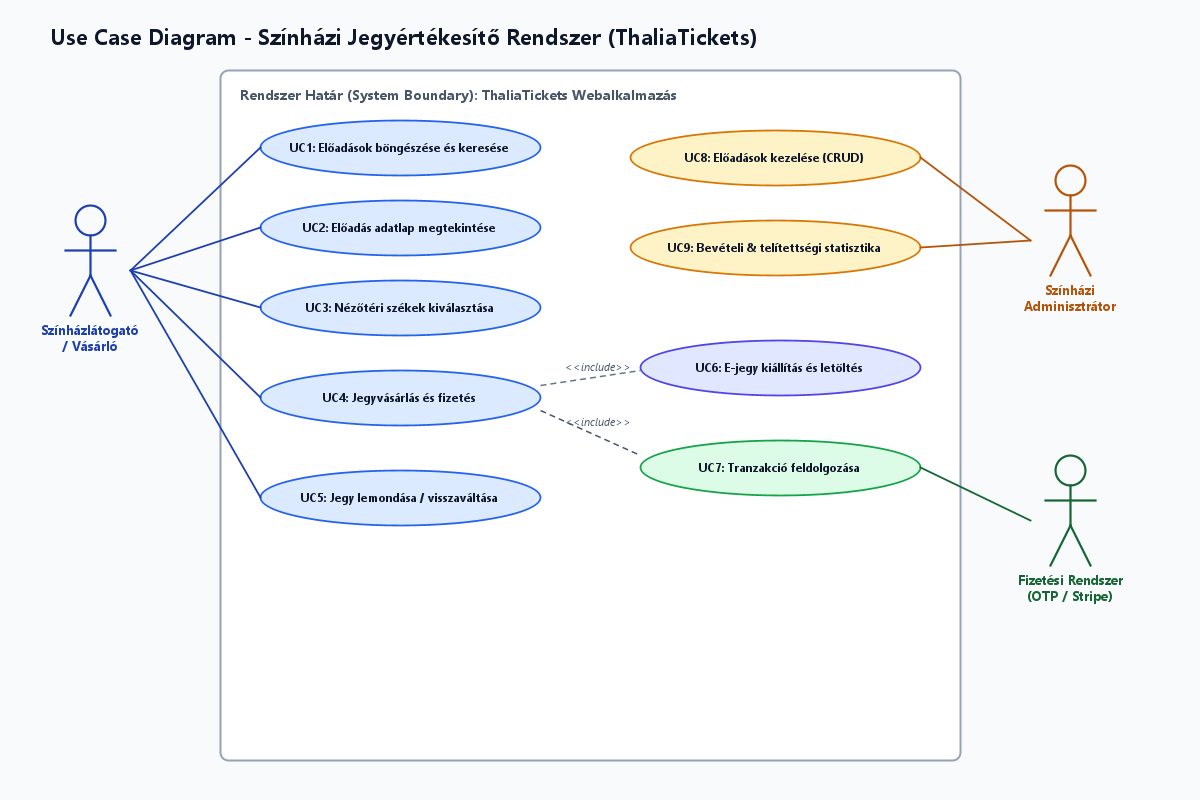 Use Case Diagram - Színházi Jegyértékesítő Rendszer (ThaliaTickets)
Rendszer Határ (System Boundary): ThaliaTickets Webalkalmazás
UC1: Előadások böngészése és keresése
UC2: Előadás adatlap megtekintése
UC3: Nézőtéri székek kiválasztása
UC4: Jegyvásárlás és fizetés
UC5: Jegy lemondása / visszaváltása
UC8: Előadások kezelése (CRUD)
UC9: Bevételi & telítettségi statisztika
<<include>>
UC6: E-jegy kiállítás és letöltés
<<include>>
UC7: Tranzakció feldolgozása
Színházlátogató
/ Vásárló
Színházi
Adminisztrátor
Fizetési Rendszer
(OTP / Stripe)